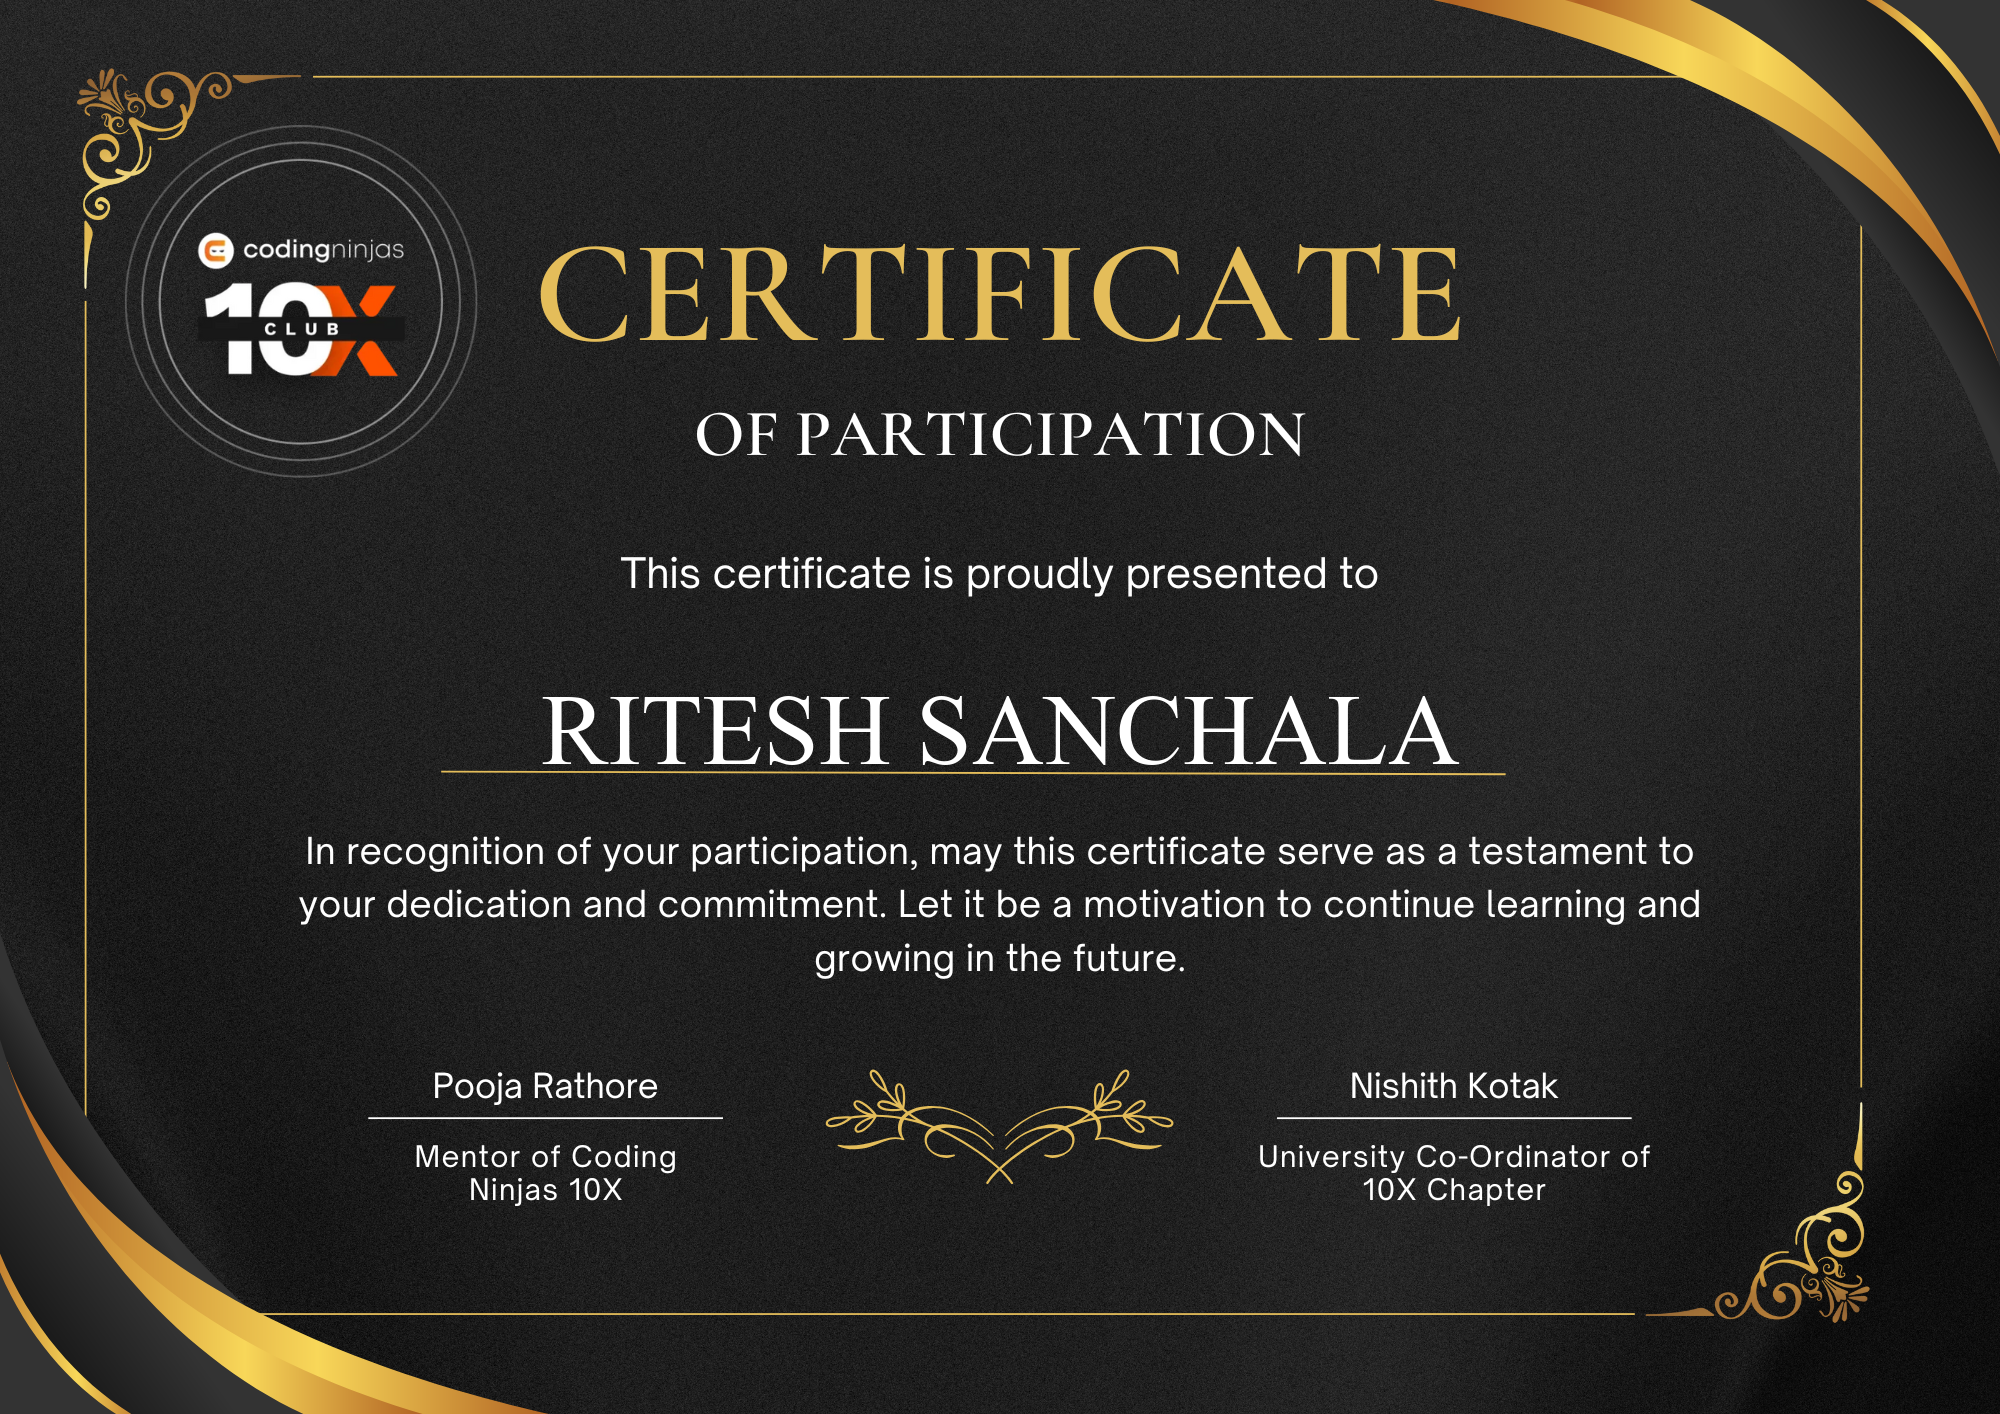 codingninjas
10X
CLUB
CERTIFICATE
OF PARTICIPATION
This certificate is proudly presented to
RITESH SANCHALA
In recognition of your participation, may this certificate serve as a testament to
your dedication and commitment. Let it be a motivation to continue learning and
growing in the future.
Pooja Rathore
Mentor of Coding
Ninjas 10X
Nishith Kotak
University Co-Ordinator of
10X Chapter